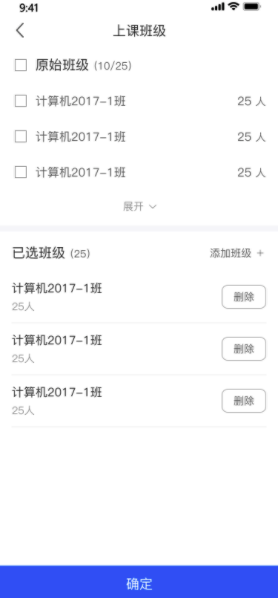 9:41
上课班级
原始班级 (10/25)
计算机2017-1班 25 人
计算机2017-1班 25 人
计算机2017-1班 25 人
展开
已选班级 (25) 添加班级 +
计算机2017-1班
25人
删除
计算机2017-1班
25人
删除
计算机2017-1班
25人
删除
确定